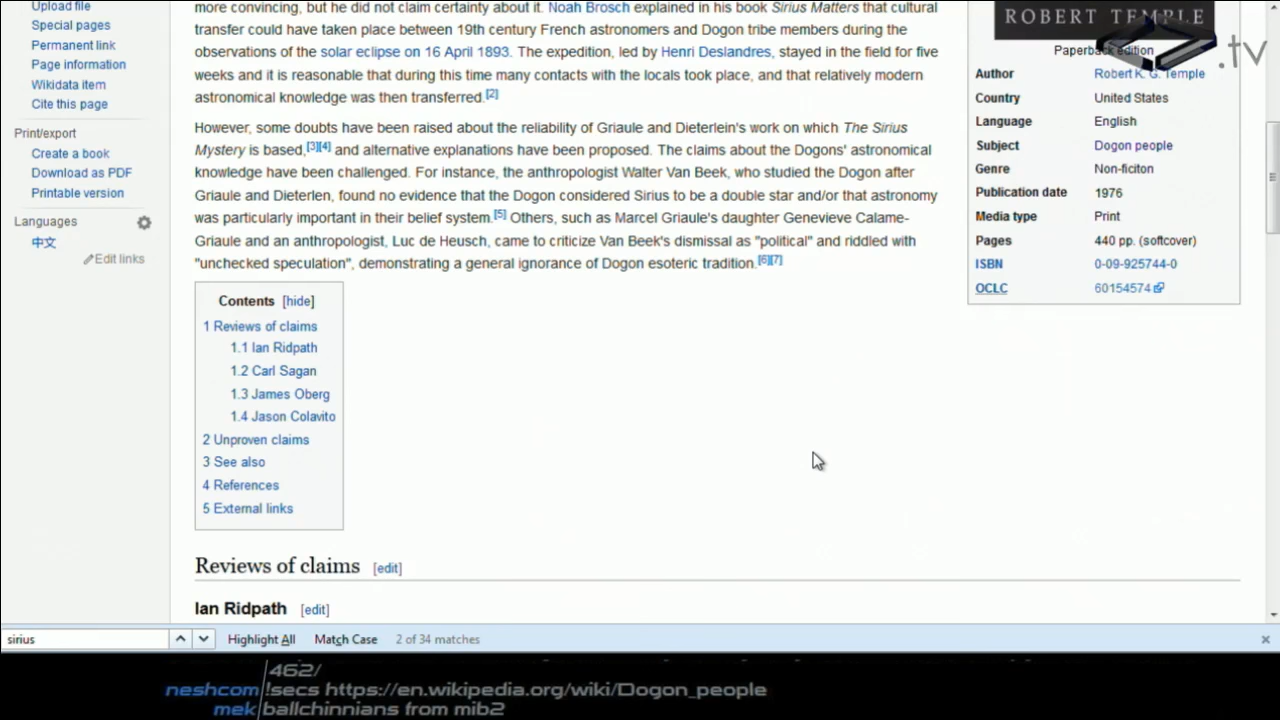 Upload file
Special pages
Permanent link
Page information
Wikidata item
Cite this page
Print/export
Create a book
Download as PDF
Printable version
Languages
中文
Edit links
more convincing, but he did not claim certainty about it. Noah Brosch explained in his book Sirius Matters that cultural
transfer could have taken place between 19th century French astronomers and Dogon tribe members during the
observations of the solar eclipse on 16 April 1893. The expedition, led by Henri Deslandres, stayed in the field for five
weeks and it is reasonable that during this time many contacts with the locals took place, and that relatively modern
astronomical knowledge was then transferred.[2]
However, some doubts have been raised about the reliability of Griaule and Dieterlein's work on which The Sirius
Mystery is based,[3][4] and alternative explanations have been proposed. The claims about the Dogons' astronomical
knowledge have been challenged. For instance, the anthropologist Walter Van Beek, who studied the Dogon after
Griaule and Dieterlen, found no evidence that the Dogon considered Sirius to be a double star and/or that astronomy
was particularly important in their belief system.[5] Others, such as Marcel Griaule's daughter Genevieve Calame-
Griaule and an anthropologist, Luc de Heusch, came to criticize Van Beek's dismissal as "political" and riddled with
"unchecked speculation", demonstrating a general ignorance of Dogon esoteric tradition.[6][7]
ROBERT TEMPLE
.tv
Paperback edition
Author Robert K. G. Temple
Country United States
Language English
Subject Dogon people
Genre Non-ficiton
Publication date 1976
Media type Print
Pages 440 pp. (softcover)
ISBN 0-09-925744-0
OCLC 60154574
Contents [hide]
1 Reviews of claims
1.1 Ian Ridpath
1.2 Carl Sagan
1.3 James Oberg
1.4 Jason Colavito
2 Unproven claims
3 See also
4 References
5 External links
Reviews of claims [edit]
Ian Ridpath [edit]
sirius Highlight All Match Case 2 of 34 matches
462/
neshcom !secs https://en.wikipedia.org/wiki/Dogon_people
mek ballchinnians from mib2